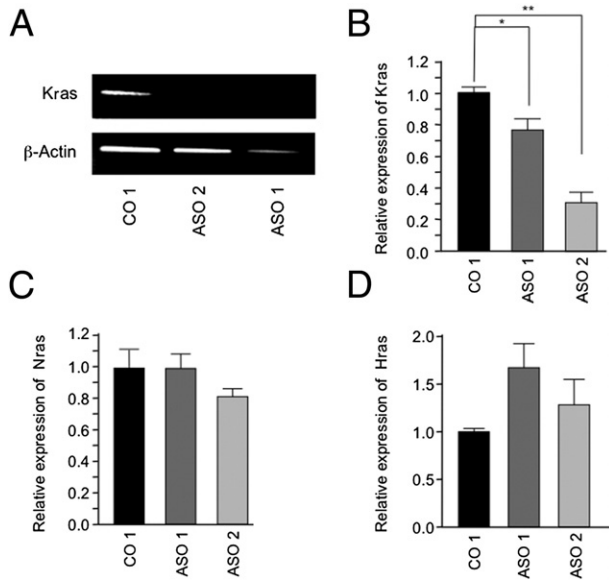 A
Kras
β-Actin
CO 1
ASO 2
ASO 1
B
**
*
Relative expression of Kras
1.2
1.0
0.8
0.6
0.4
0.2
0.0
CO 1
ASO 1
ASO 2
C
Relative expression of Nras
1.2
1.0
0.8
0.6
0.4
0.2
0.0
CO 1
ASO 1
ASO 2
D
Relative expression of Hras
2.0
1.5
1.0
0.5
0.0
CO 1
ASO 1
ASO 2